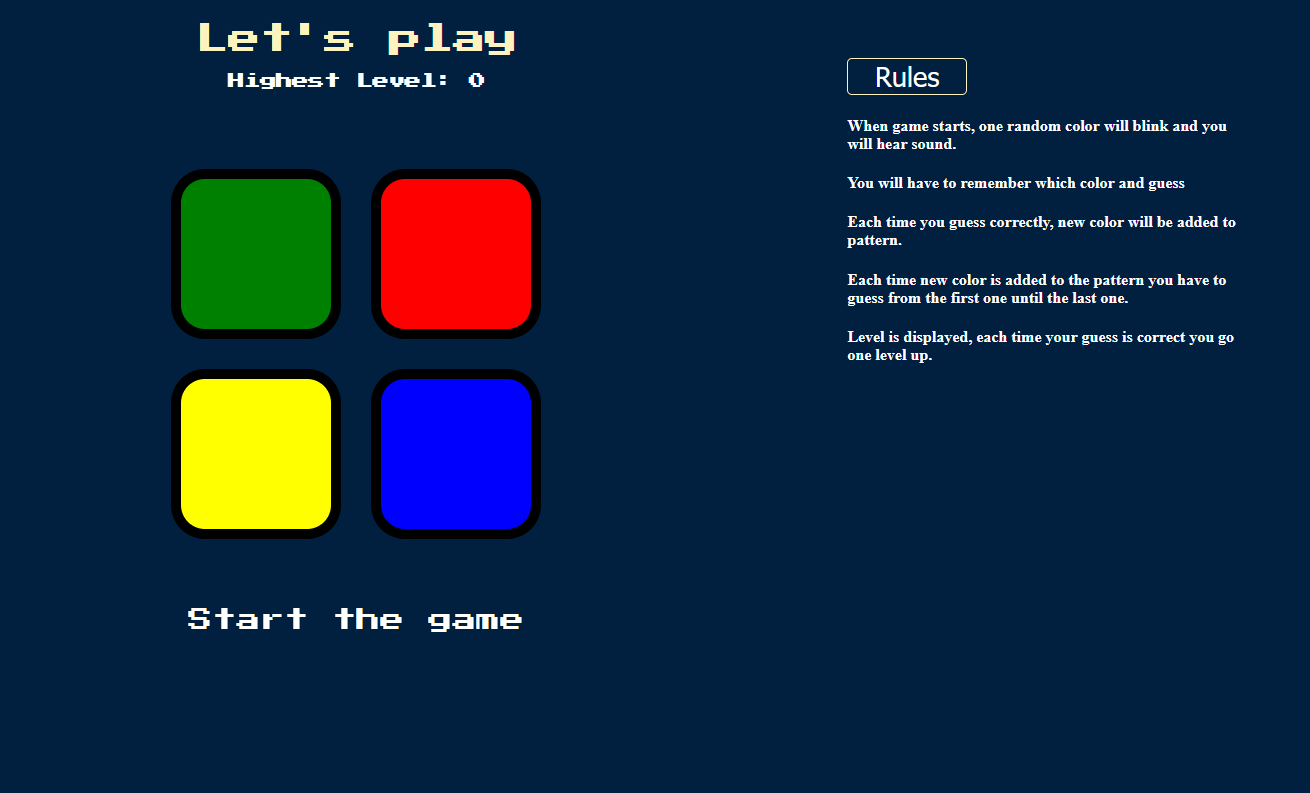 Let's play
Highest Level: 0
Start the game
Rules
When game starts, one random color will blink and you
will hear sound.
You will have to remember which color and guess
Each time you guess correctly, new color will be added to
pattern.
Each time new color is added to the pattern you have to
guess from the first one until the last one.
Level is displayed, each time your guess is correct you go
one level up.